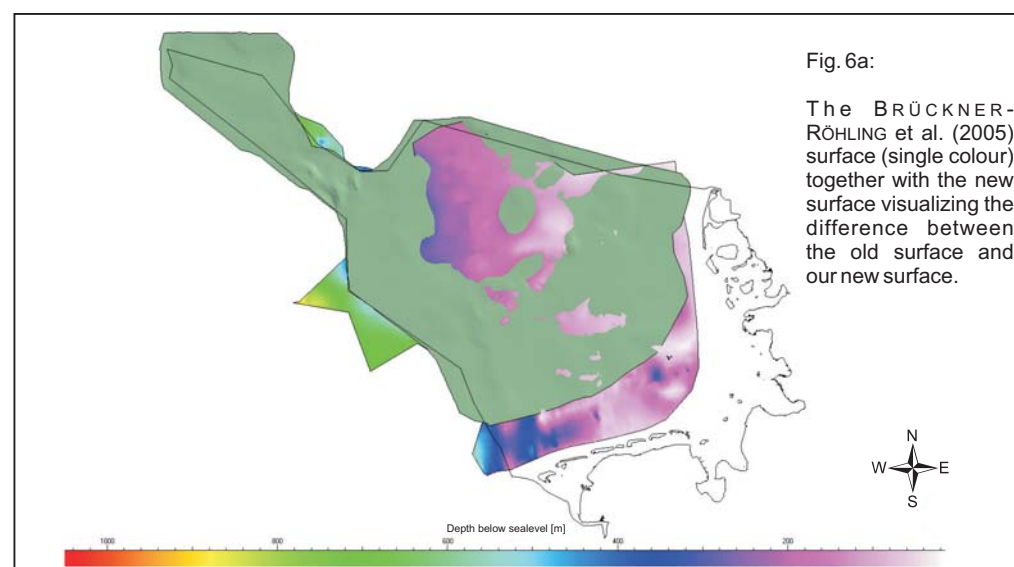 Fig. 6a:
The BRÜCKNER-
RÖHLING et al. (2005)
surface (single colour)
together with the new
surface visualizing the
difference between
the old surface and
our new surface.
N
W E
S
Depth below sealevel [m]
1000 800 600 400 200